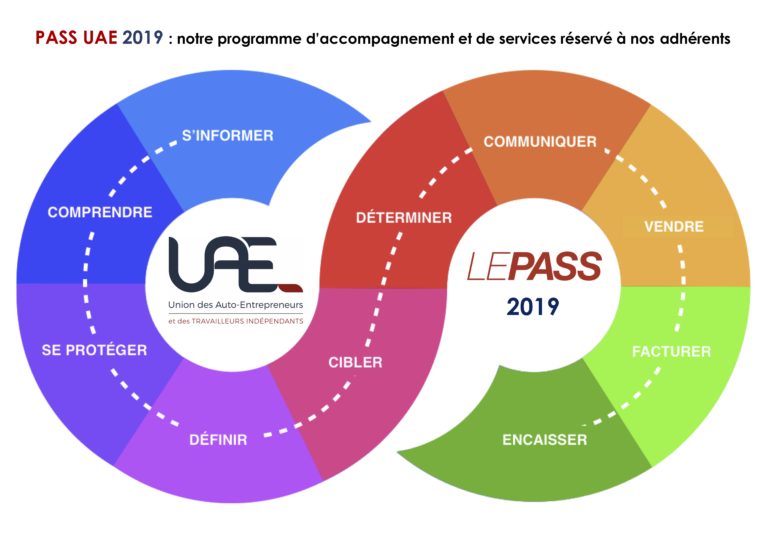 PASS UAE 2019 : notre programme d'accompagnement et de services réservé à nos adhérents
S'INFORMER
COMPRENDRE
SE PROTÉGER
DÉFINIR
CIBLER
DÉTERMINER
COMMUNIQUER
VENDRE
FACTURER
ENCAISSER
UAE
Union des Auto-Entrepreneurs
et des TRAVAILLEURS INDÉPENDANTS
LEPASS
2019